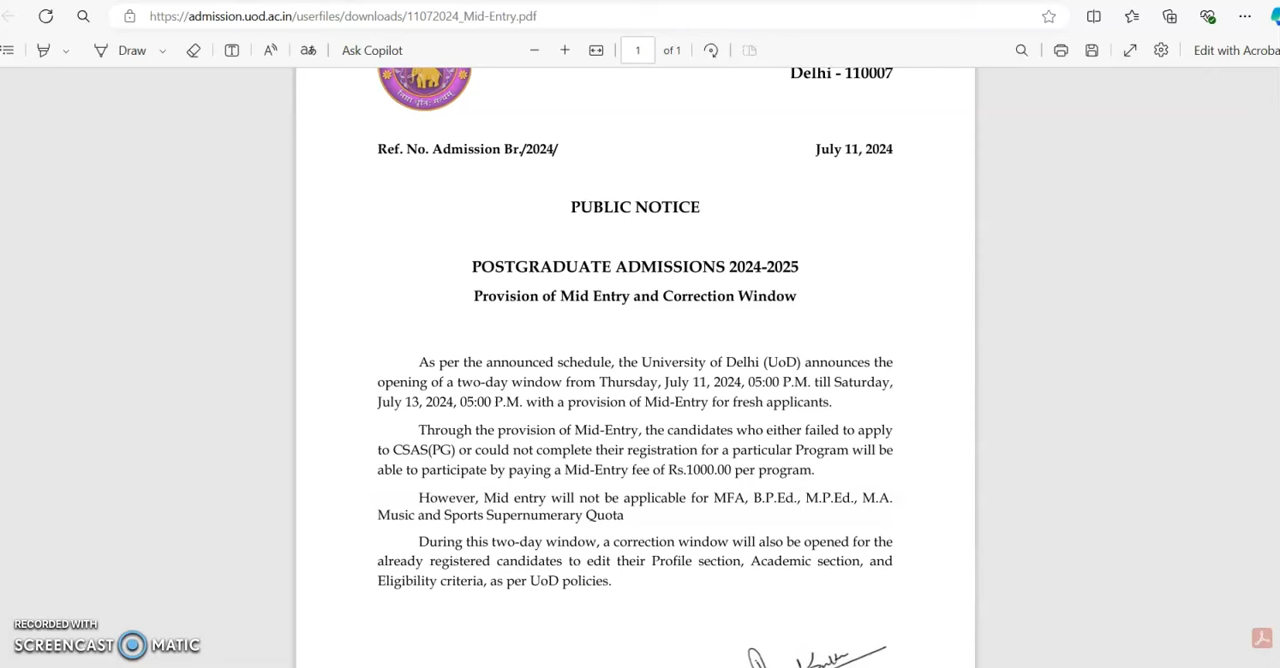 https://admission.uod.ac.in/userfiles/downloads/11072024_Mid-Entry.pdf
Draw
aあ
Ask Copilot
1 of 1
Edit with Acroba
Delhi - 110007
Ref. No. Admission Br./2024/
July 11, 2024
PUBLIC NOTICE
POSTGRADUATE ADMISSIONS 2024-2025
Provision of Mid Entry and Correction Window
As per the announced schedule, the University of Delhi (UoD) announces the
opening of a two-day window from Thursday, July 11, 2024, 05:00 P.M. till Saturday,
July 13, 2024, 05:00 P.M. with a provision of Mid-Entry for fresh applicants.
Through the provision of Mid-Entry, the candidates who either failed to apply
to CSAS(PG) or could not complete their registration for a particular Program will be
able to participate by paying a Mid-Entry fee of Rs.1000.00 per program.
However, Mid entry will not be applicable for MFA, B.P.Ed., M.P.Ed., M.A.
Music and Sports Supernumerary Quota
During this two-day window, a correction window will also be opened for the
already registered candidates to edit their Profile section, Academic section, and
Eligibility criteria, as per UoD policies.
RECORDED WITH
SCREENCAST MATIC